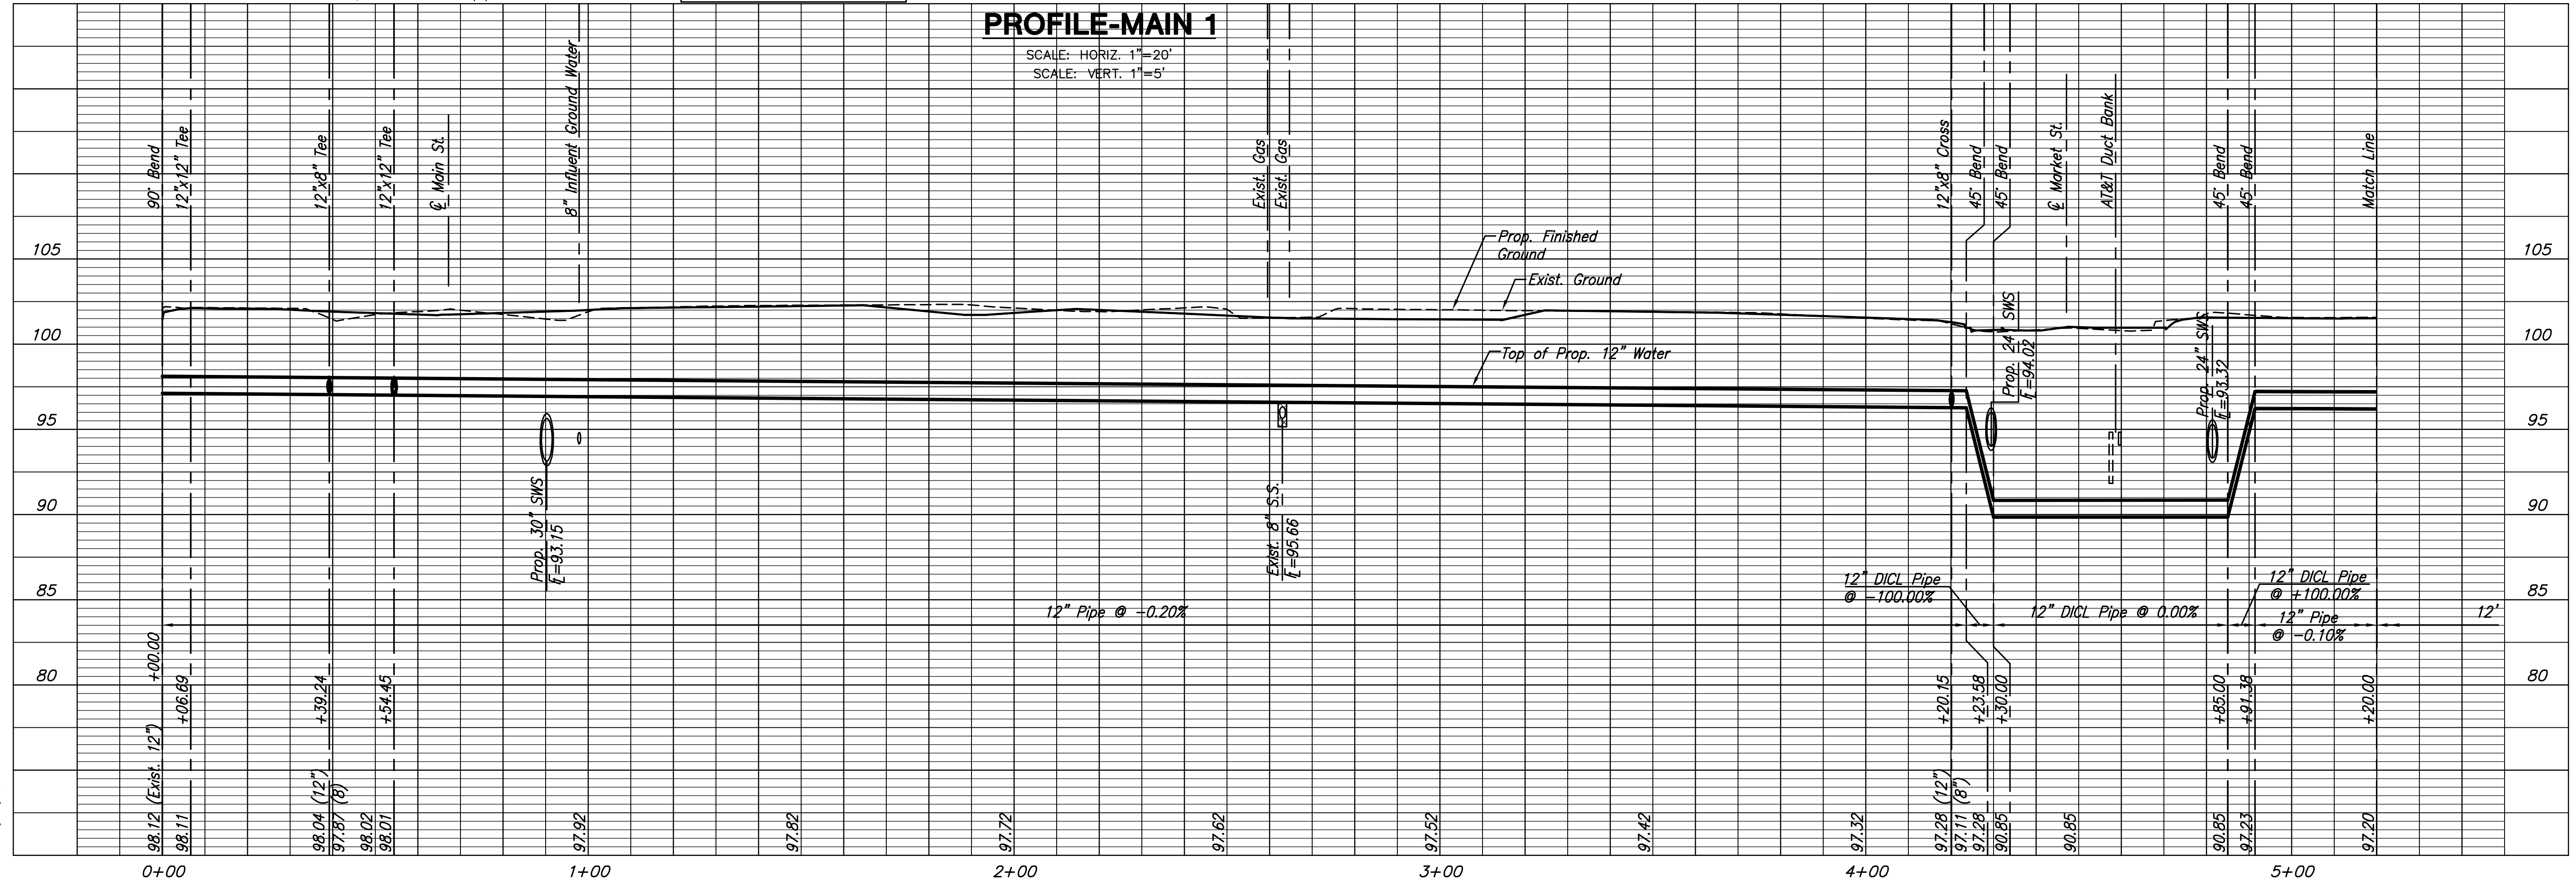 PROFILE-MAIN 1
SCALE: HORIZ. 1"=20'
SCALE: VERT. 1"=5'
90° Bend
12"x12" Tee
12"x8" Tee
12"x12" Tee
℄ Main St.
8" Influent Ground Water
Exist. Gas
Exist. Gas
12"x8" Cross
45° Bend
45° Bend
℄ Market St.
AT&T Duct Bank
45° Bend
45° Bend
Match Line
105
105
Prop. Finished
Ground
Exist. Ground
100
100
Top of Prop. 12" Water
Prop. 24" SWS
FL=94.02
Prop. 24" SWS
FL=93.32
95
95
90
90
Prop. 30" SWS
FL=93.15
Exist. 8" S.S.
FL=95.66
85
85
12" DICL Pipe
@ -100.00%
12" Pipe @ -0.20%
12" DICL Pipe @ 0.00%
12" DICL Pipe
@ +100.00%
12" Pipe
@ -0.10%
12'
80
80
+00.00
+06.69
+39.24
+54.45
+20.15
+23.58
+30.00
+85.00
+91.38
+20.00
98.12 (Exist. 12")
98.11
98.04 (12")
97.87 (8)
98.02
98.01
97.92
97.82
97.72
97.62
97.52
97.42
97.32
97.28 (12")
97.11 (8")
97.28
90.85
90.85
90.85
97.23
97.20
0+00
1+00
2+00
3+00
4+00
5+00